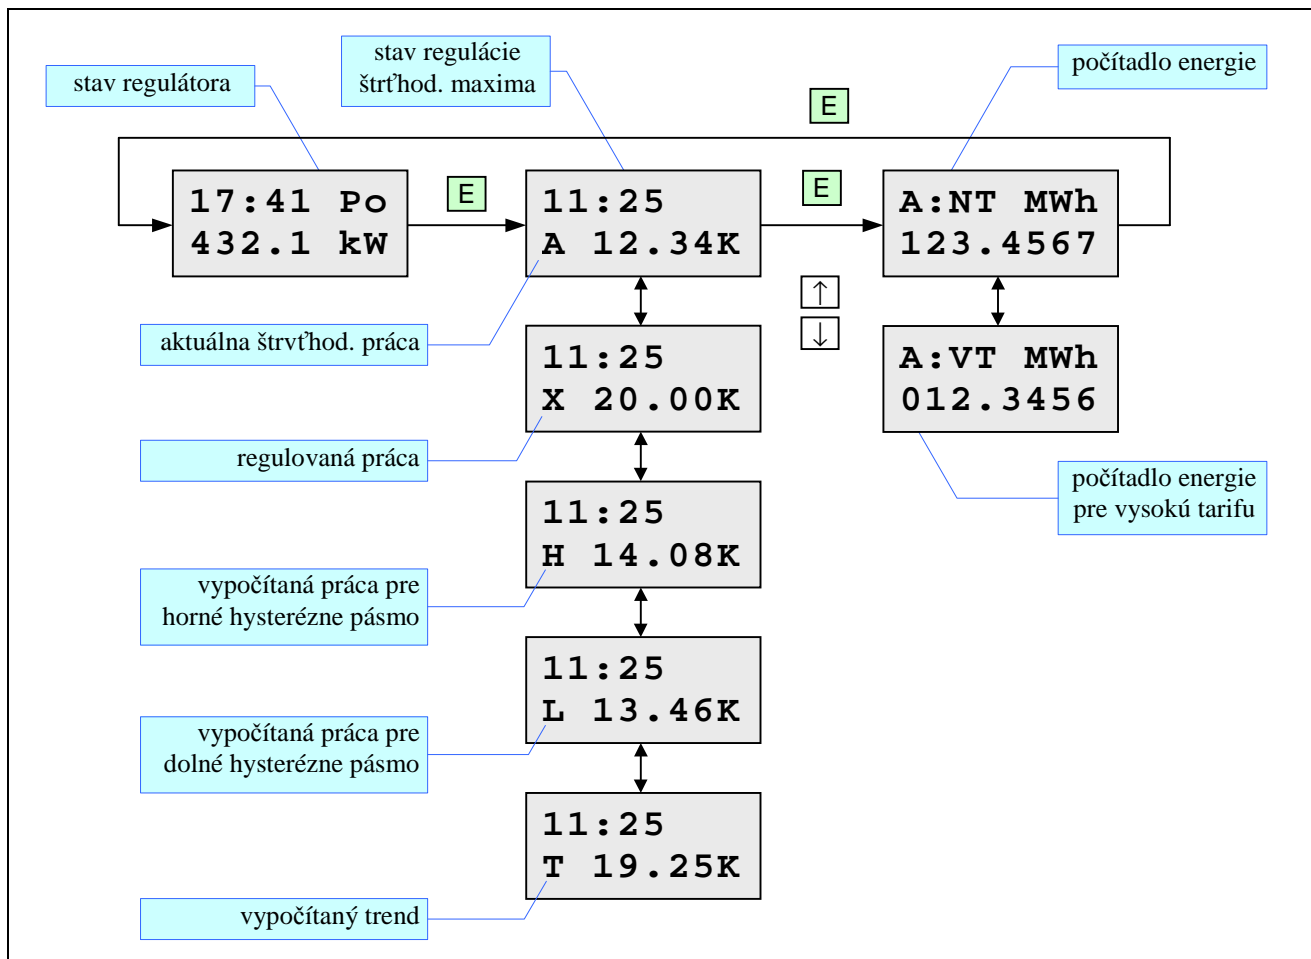 stav regulácie
štrťhod. maxima
počítadlo energie
stav regulátora
E
17:41 Po
432.1 kW
E
11:25
A 12.34K
E
A:NT MWh
123.4567
↑
↓
aktuálna štrvťhod. práca
11:25
X 20.00K
A:VT MWh
012.3456
regulovaná práca
počítadlo energie
pre vysokú tarifu
11:25
H 14.08K
vypočítaná práca pre
horné hysterézne pásmo
11:25
L 13.46K
vypočítaná práca pre
dolné hysterézne pásmo
11:25
T 19.25K
vypočítaný trend